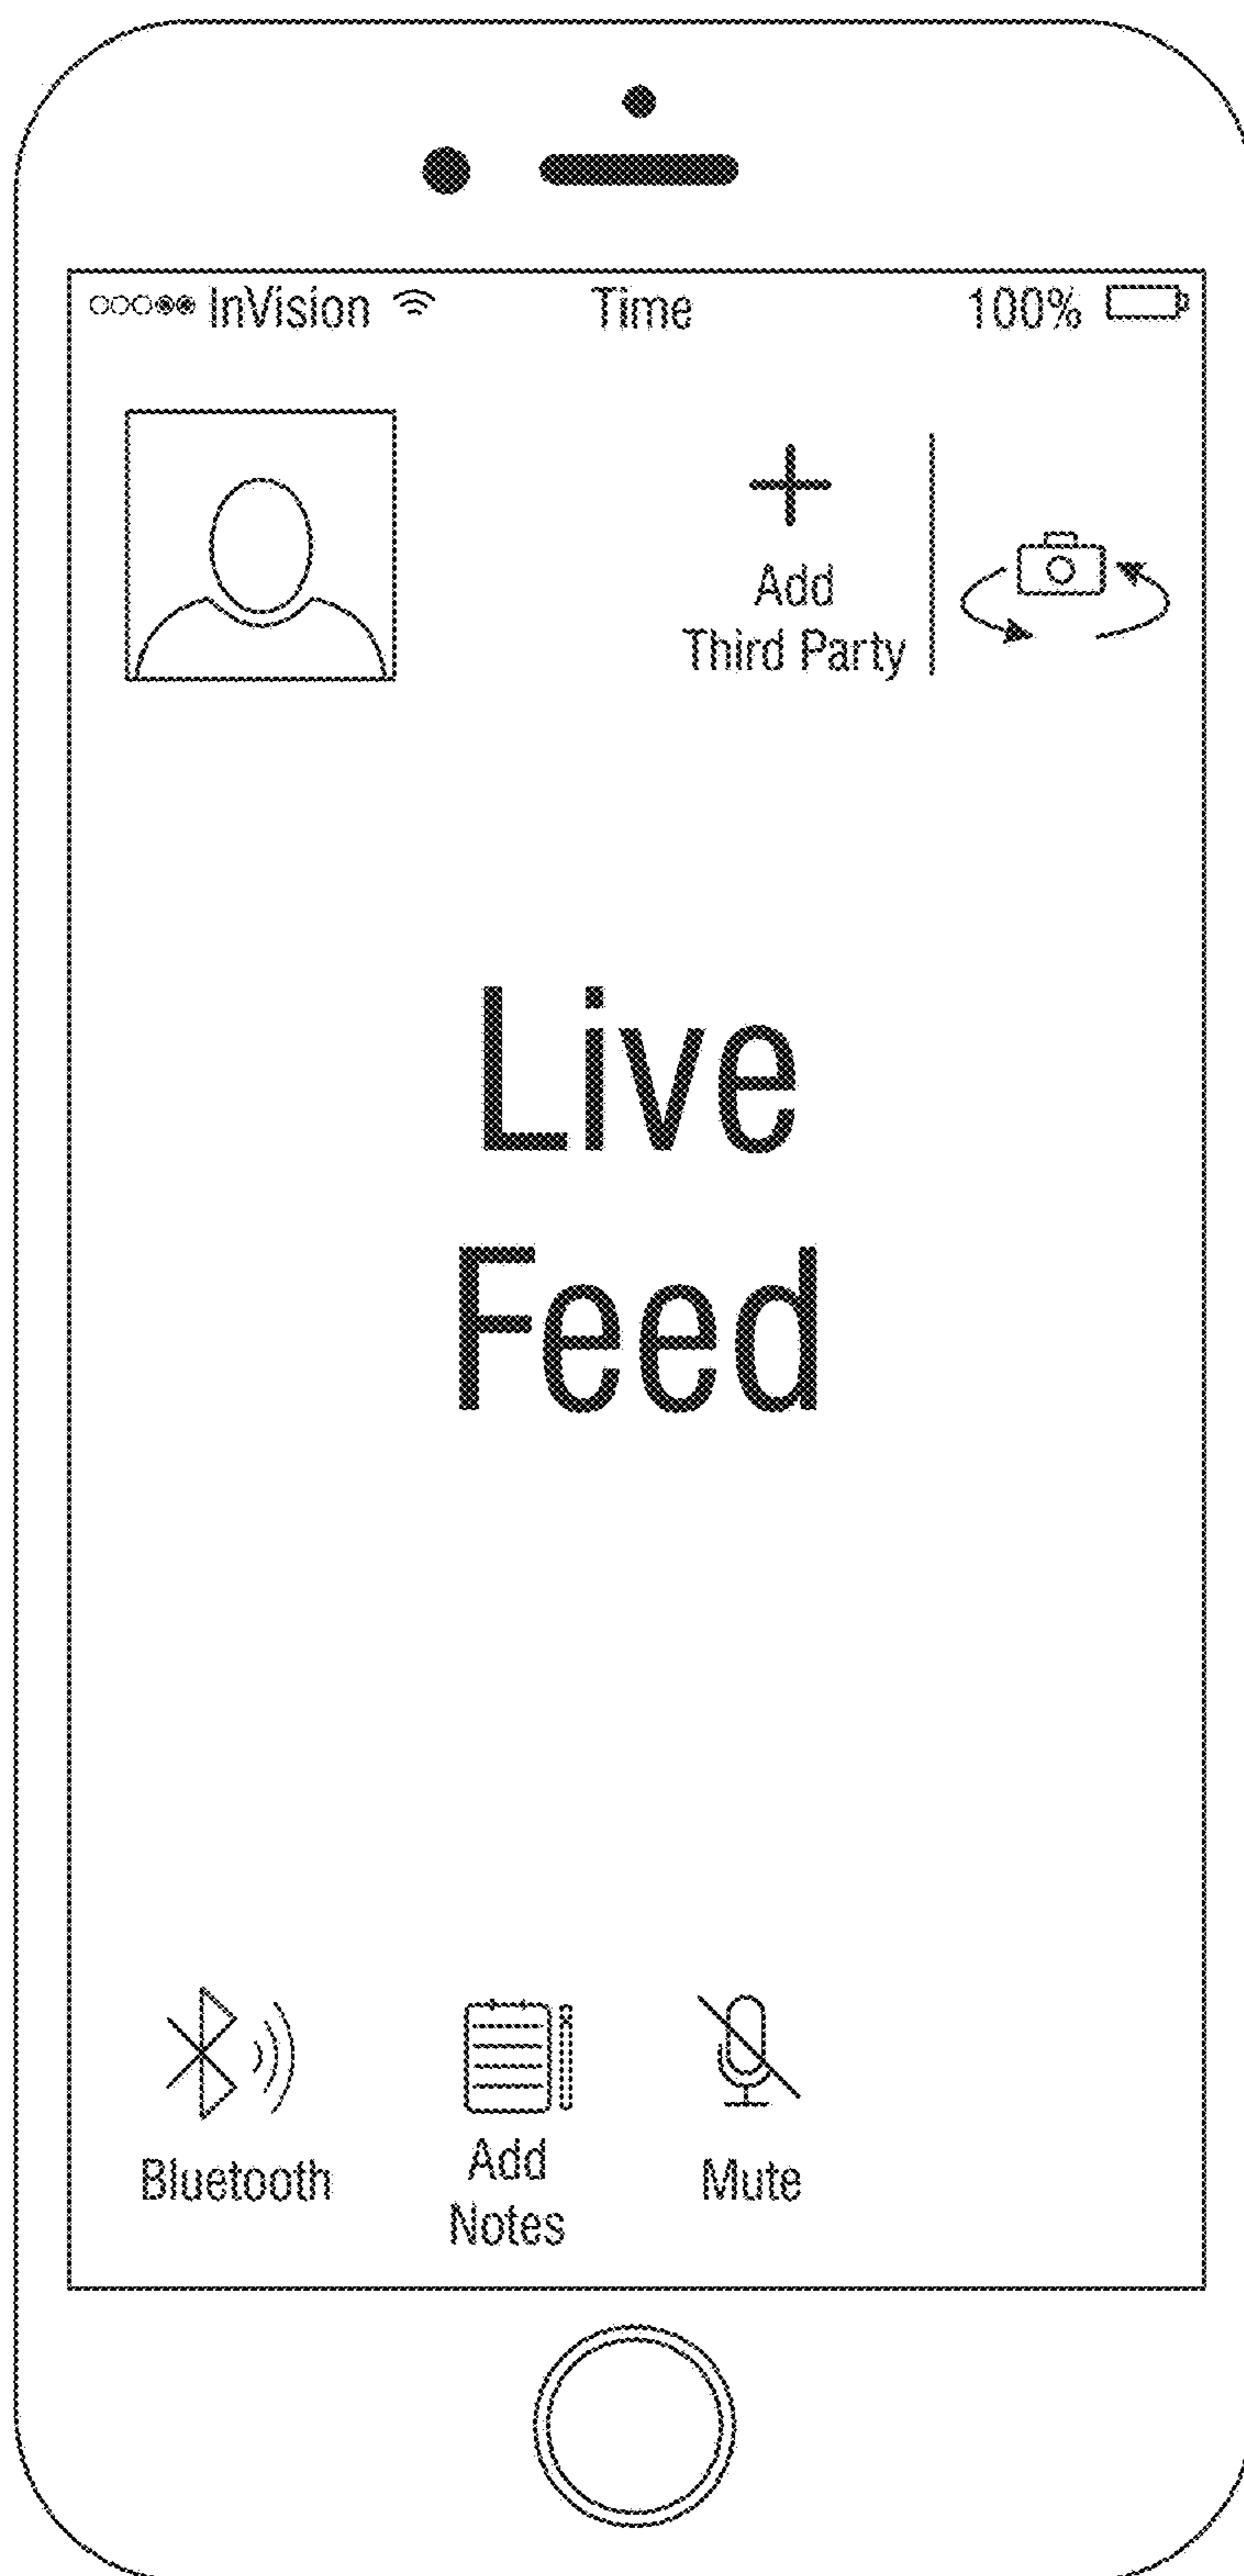 InVision Time 100%
Add
Third Party
Live
Feed
Bluetooth Add Mute
Notes